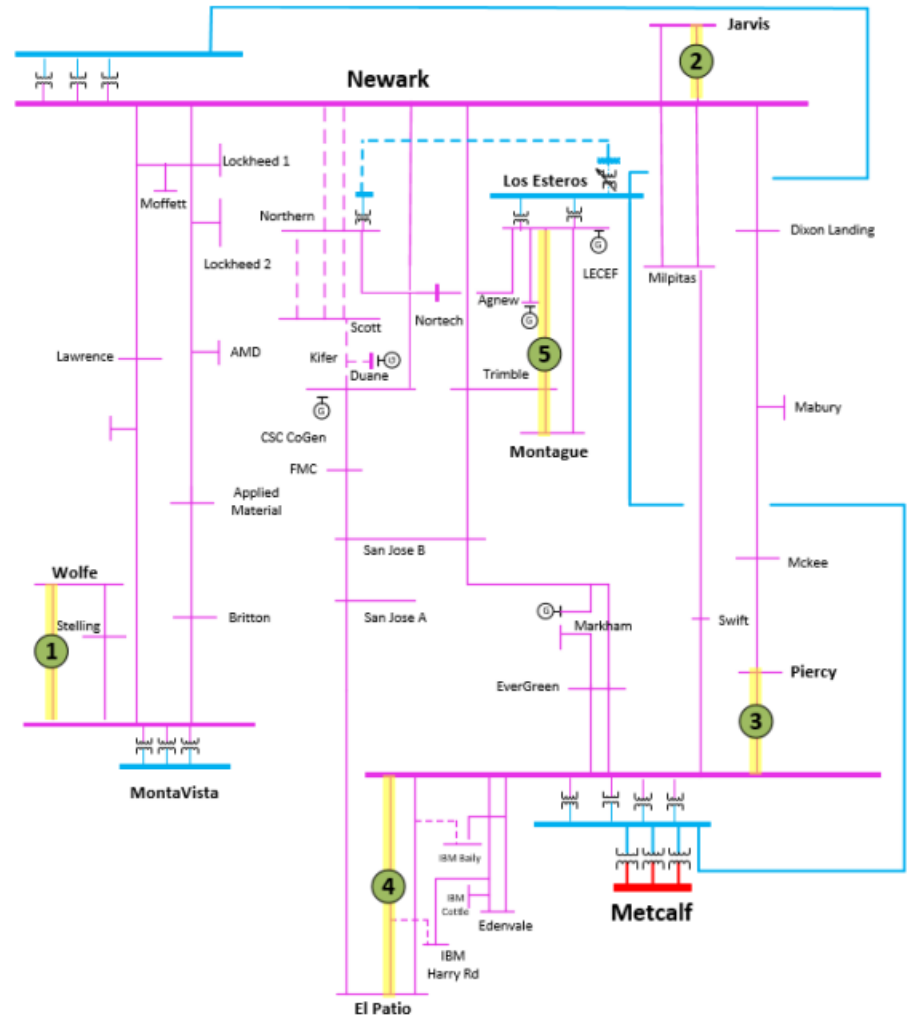 Jarvis
2
Newark
Lockheed 1
Moffett
Los Esteros
Northern
Dixon Landing
Lockheed 2
G
LECEF
Milpitas
Agnew
G
Nortech
Scott
5
Lawrence
AMD
Kifer
G
Duane
Trimble
G
Mabury
CSC CoGen
Montague
FMC
Applied
Material
San Jose B
Mckee
Wolfe
San Jose A
G
Markham
Swift
Stelling
Britton
1
EverGreen
Piercy
3
MontaVista
IBM Baily
4
IBM
Cottle
Edenvale
Metcalf
IBM
Harry Rd
El Patio